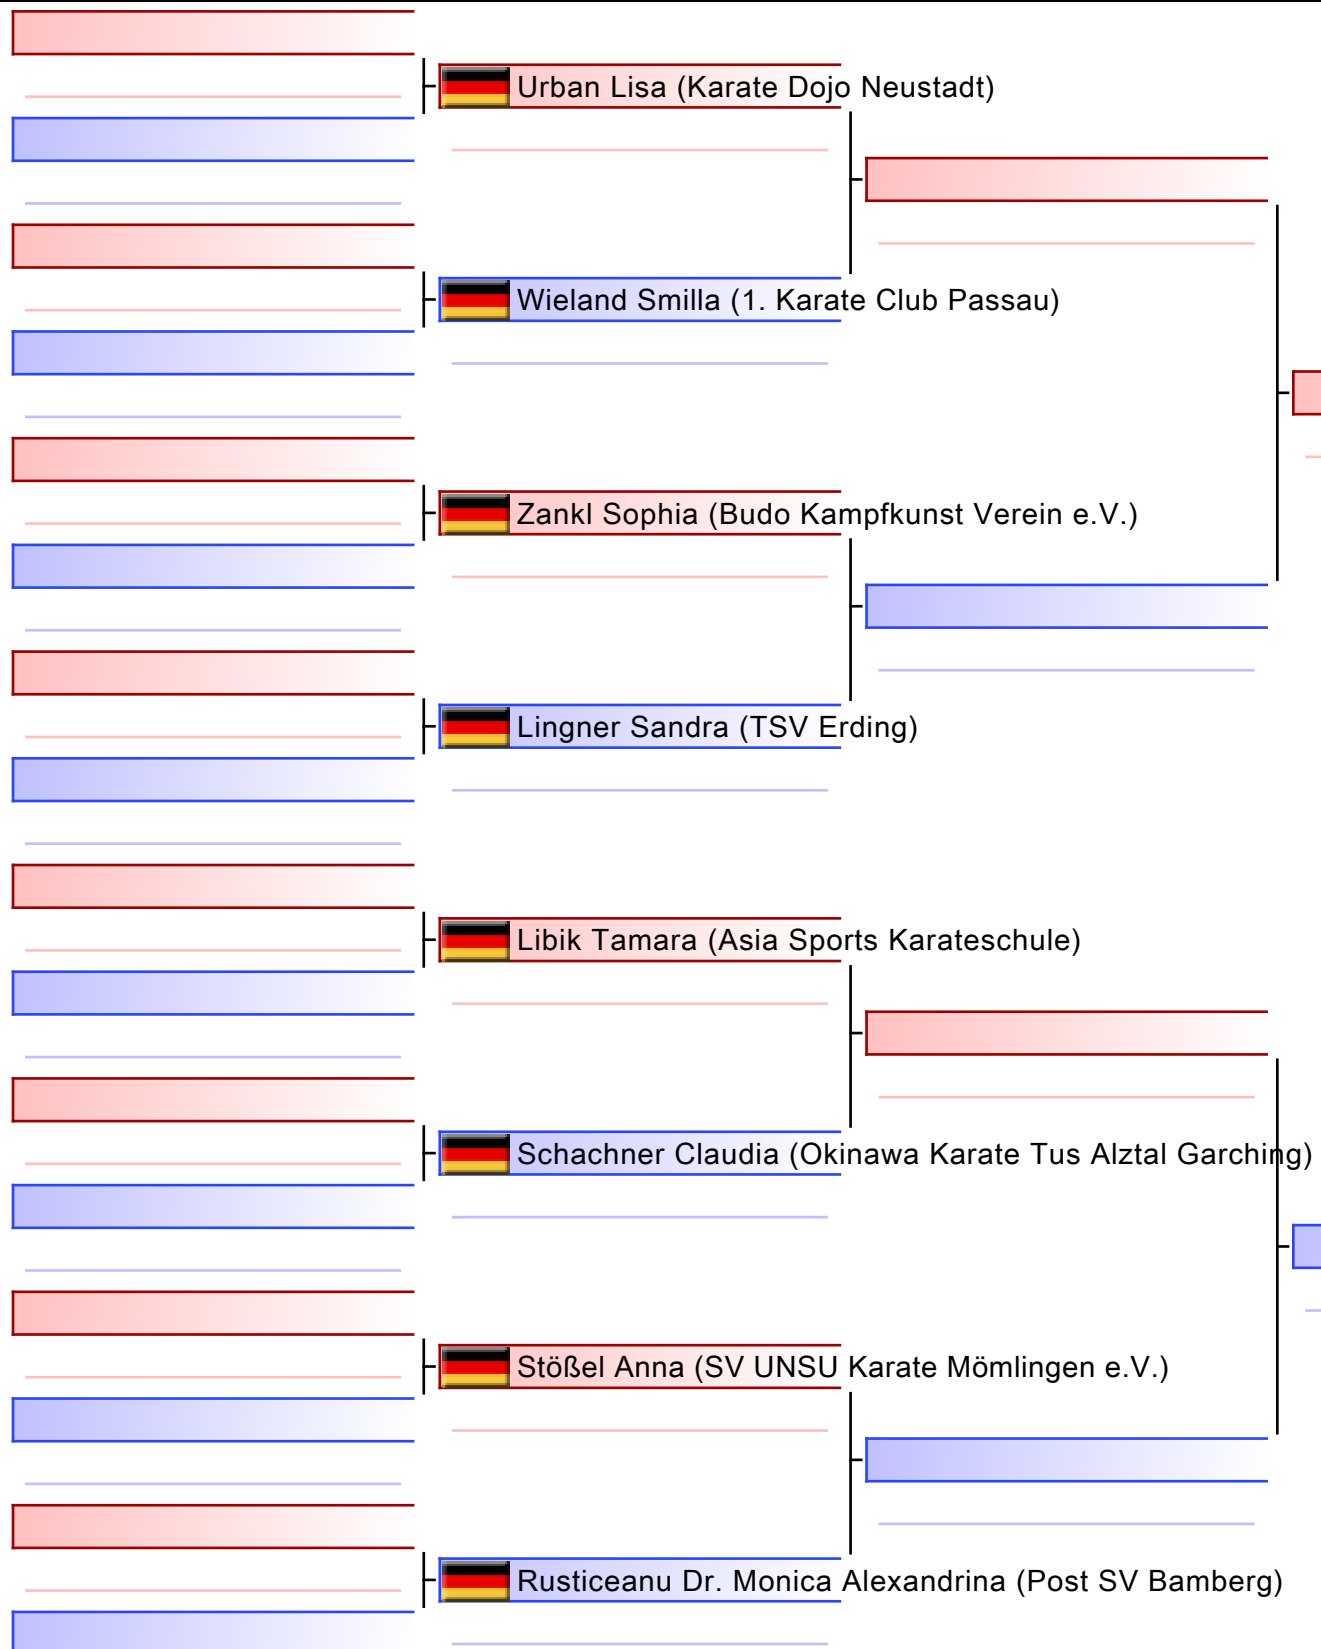 Urban Lisa (Karate Dojo Neustadt)
Wieland Smilla (1. Karate Club Passau)
Zankl Sophia (Budo Kampfkunst Verein e.V.)
Lingner Sandra (TSV Erding)
Libik Tamara (Asia Sports Karateschule)
Schachner Claudia (Okinawa Karate Tus Alztal Garching)
Stößel Anna (SV UNSU Karate Mömlingen e.V.)
Rusticeanu Dr. Monica Alexandrina (Post SV Bamberg)